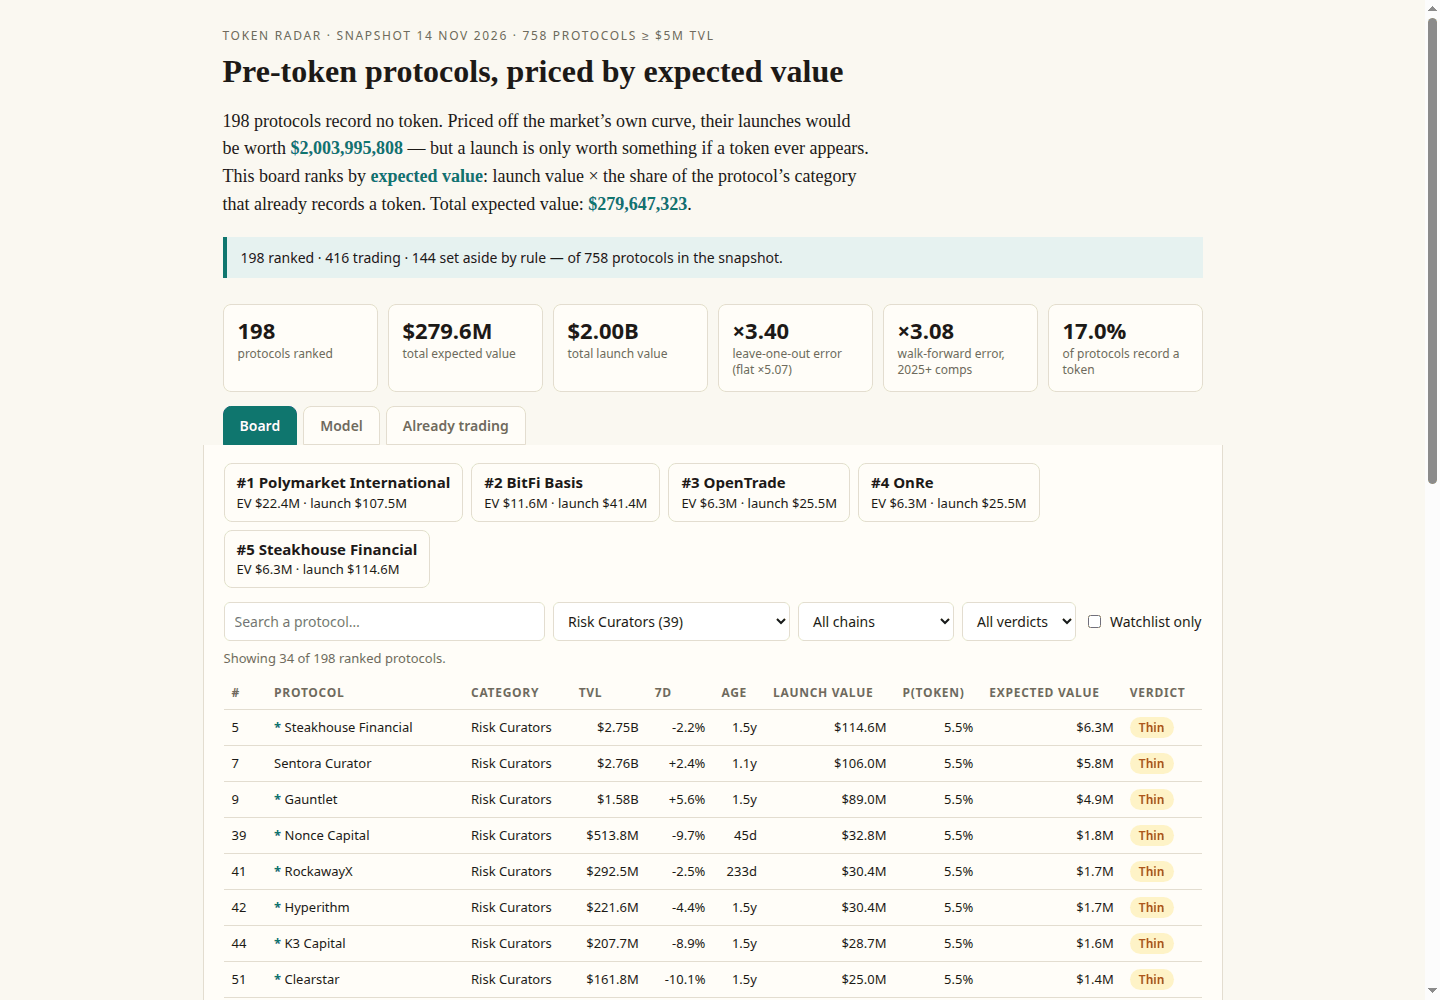 TOKEN RADAR · SNAPSHOT 14 NOV 2026 · 758 PROTOCOLS ≥ $5M TVL
Pre-token protocols, priced by expected value
198 protocols record no token. Priced off the market’s own curve, their launches would
be worth $2,003,995,808 — but a launch is only worth something if a token ever appears.
This board ranks by expected value: launch value × the share of the protocol’s category
that already records a token. Total expected value: $279,647,323.
198 ranked · 416 trading · 144 set aside by rule — of 758 protocols in the snapshot.
198
protocols ranked
$279.6M
total expected value
$2.00B
total launch value
×3.40
leave-one-out error
(flat ×5.07)
×3.08
walk-forward error,
2025+ comps
17.0%
of protocols record a
token
Board Model Already trading
#1 Polymarket International
EV $22.4M · launch $107.5M
#2 BitFi Basis
EV $11.6M · launch $41.4M
#3 OpenTrade
EV $6.3M · launch $25.5M
#4 OnRe
EV $6.3M · launch $25.5M
#5 Steakhouse Financial
EV $6.3M · launch $114.6M
Search a protocol… Risk Curators (39) All chains All verdicts Watchlist only
Showing 34 of 198 ranked protocols.
# PROTOCOL CATEGORY TVL 7D AGE LAUNCH VALUE P(TOKEN) EXPECTED VALUE VERDICT
5 * Steakhouse Financial Risk Curators $2.75B -2.2% 1.5y $114.6M 5.5% $6.3M Thin
7 Sentora Curator Risk Curators $2.76B +2.4% 1.1y $106.0M 5.5% $5.8M Thin
9 * Gauntlet Risk Curators $1.58B +5.6% 1.5y $89.0M 5.5% $4.9M Thin
39 * Nonce Capital Risk Curators $513.8M -9.7% 45d $32.8M 5.5% $1.8M Thin
41 * RockawayX Risk Curators $292.5M -2.5% 233d $30.4M 5.5% $1.7M Thin
42 * Hyperithm Risk Curators $221.6M -4.4% 1.5y $30.4M 5.5% $1.7M Thin
44 * K3 Capital Risk Curators $207.7M -8.9% 1.5y $28.7M 5.5% $1.6M Thin
51 * Clearstar Risk Curators $161.8M -10.1% 1.5y $25.0M 5.5% $1.4M Thin